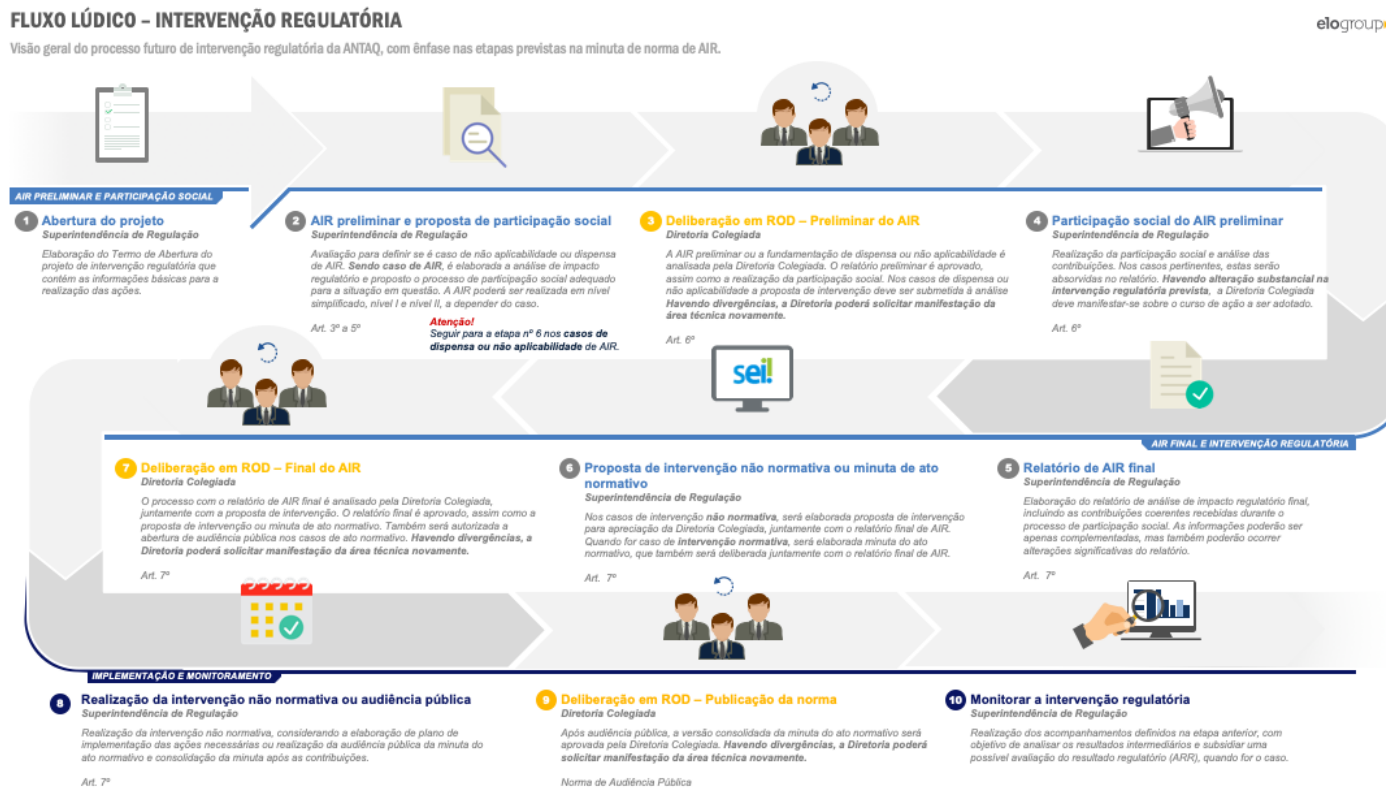 FLUXO LÚDICO – INTERVENÇÃO REGULATÓRIA
elogroup
Visão geral do processo futuro de intervenção regulatória da ANTAQ, com ênfase nas etapas previstas na minuta de norma de AIR.
AIR PRELIMINAR E PARTICIPAÇÃO SOCIAL
1 Abertura do projeto
Superintendência de Regulação
Elaboração do Termo de Abertura do
projeto de intervenção regulatória que
contém as informações básicas para a
realização das ações.
2 AIR preliminar e proposta de participação social
Superintendência de Regulação
Avaliação para definir se é caso de não aplicabilidade ou dispensa
de AIR. Sendo caso de AIR, é elaborada a análise de impacto
regulatório e proposto o processo de participação social adequado
para a situação em questão. A AIR poderá ser realizada em nível
simplificado, nível I e nível II, a depender do caso.
Art. 3º a 5º
Atenção!
Seguir para a etapa nº 6 nos casos de
dispensa ou não aplicabilidade de AIR.
3 Deliberação em ROD – Preliminar do AIR
Diretoria Colegiada
A AIR preliminar ou a fundamentação de dispensa ou não aplicabilidade é
analisada pela Diretoria Colegiada. O relatório preliminar é aprovado,
assim como a realização da participação social. Nos casos de dispensa ou
não aplicabilidade a proposta de intervenção deve ser submetida à análise
Havendo divergências, a Diretoria poderá solicitar manifestação da
área técnica novamente.
Art. 6º
4 Participação social do AIR preliminar
Superintendência de Regulação
Realização da participação social e análise das
contribuições. Nos casos pertinentes, estas serão
absorvidas no relatório. Havendo alteração substancial na
intervenção regulatória prevista, a Diretoria Colegiada
deve manifestar-se sobre o curso de ação a ser adotado.
Art. 6º
sei!
AIR FINAL E INTERVENÇÃO REGULATÓRIA
7 Deliberação em ROD – Final do AIR
Diretoria Colegiada
O processo com o relatório de AIR final é analisado pela Diretoria Colegiada,
juntamente com a proposta de intervenção. O relatório final é aprovado, assim como a
proposta de intervenção ou minuta de ato normativo. Também será autorizada a
abertura de audiência pública nos casos de ato normativo. Havendo divergências, a
Diretoria poderá solicitar manifestação da área técnica novamente.
Art. 7º
6 Proposta de intervenção não normativa ou minuta de ato
normativo
Superintendência de Regulação
Nos casos de intervenção não normativa, será elaborada proposta de intervenção
para apreciação da Diretoria Colegiada, juntamente com o relatório final de AIR.
Quando for caso de intervenção normativa, será elaborada minuta do ato
normativo, que também será deliberada juntamente com o relatório final de AIR.
Art. 7º
5 Relatório de AIR final
Superintendência de Regulação
Elaboração do relatório de análise de impacto regulatório final,
incluindo as contribuições coerentes recebidas durante o
processo de participação social. As informações poderão ser
apenas complementadas, mas também poderão ocorrer
alterações significativas do relatório.
Art. 7º
IMPLEMENTAÇÃO E MONITORAMENTO
8 Realização da intervenção não normativa ou audiência pública
Superintendência de Regulação
Realização da intervenção não normativa, considerando a elaboração de plano de
implementação das ações necessárias ou realização da audiência pública da minuta do
ato normativo e consolidação da minuta após as contribuições.
Art. 7º
9 Deliberação em ROD – Publicação da norma
Diretoria Colegiada
Após audiência pública, a versão consolidada da minuta do ato normativo será
aprovada pela Diretoria Colegiada. Havendo divergências, a Diretoria poderá
solicitar manifestação da área técnica novamente.
Norma de Audiência Pública
10 Monitorar a intervenção regulatória
Superintendência de Regulação
Realização dos acompanhamentos definidos na etapa anterior, com
objetivo de analisar os resultados intermediários e subsidiar uma
possível avaliação do resultado regulatório (ARR), quando for o caso.